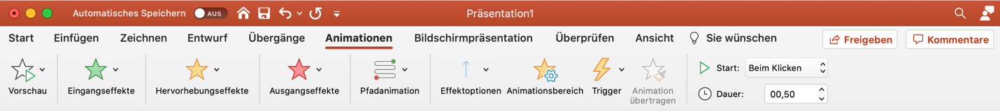 Automatisches Speichern AUS Präsentation1
Start Einfügen Zeichnen Entwurf Übergänge Animationen Bildschirmpräsentation Überprüfen Ansicht Sie wünschen Freigeben Kommentare
Vorschau Eingangseffekte Hervorhebungseffekte Ausgangseffekte Pfadanimation Effektoptionen Animationsbereich Trigger Animation
übertragen
Start: Beim Klicken
Dauer: 00,50